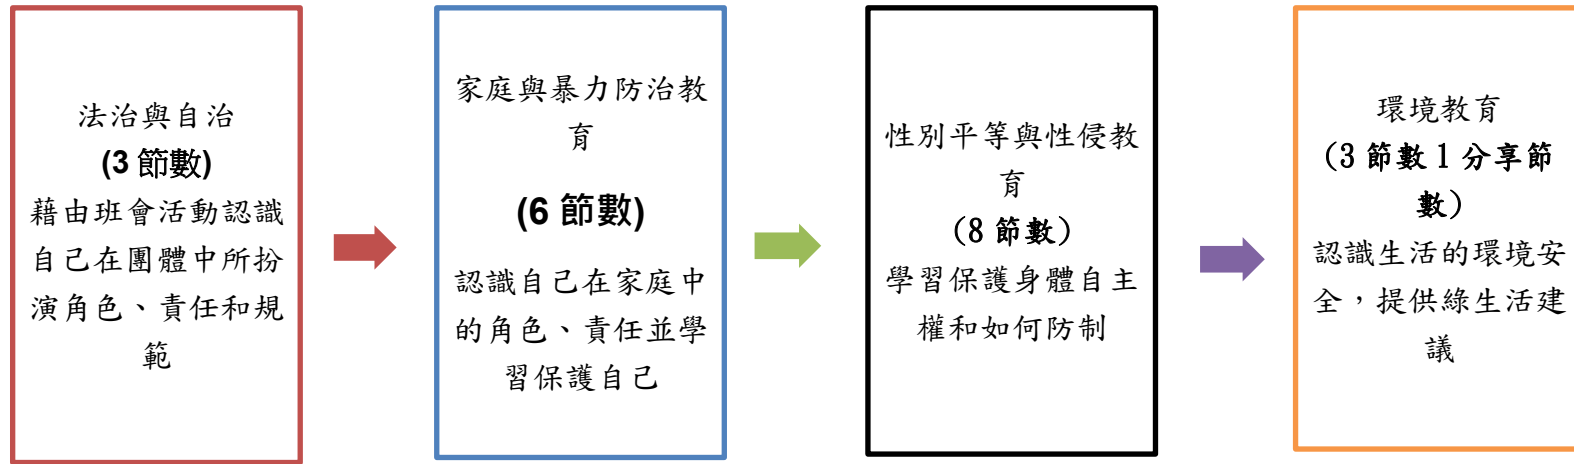 法治與自治
(3 節數)
藉由班會活動認識
自己在團體中所扮
演角色、責任和規
範
家庭與暴力防治教
育
(6 節數)
認識自己在家庭中
的角色、責任並學
習保護自己
性別平等與性侵教
育
(8 節數)
學習保護身體自主
權和如何防制
環境教育
(3 節數 1 分享節
數)
認識生活的環境安
全，提供綠生活建
議